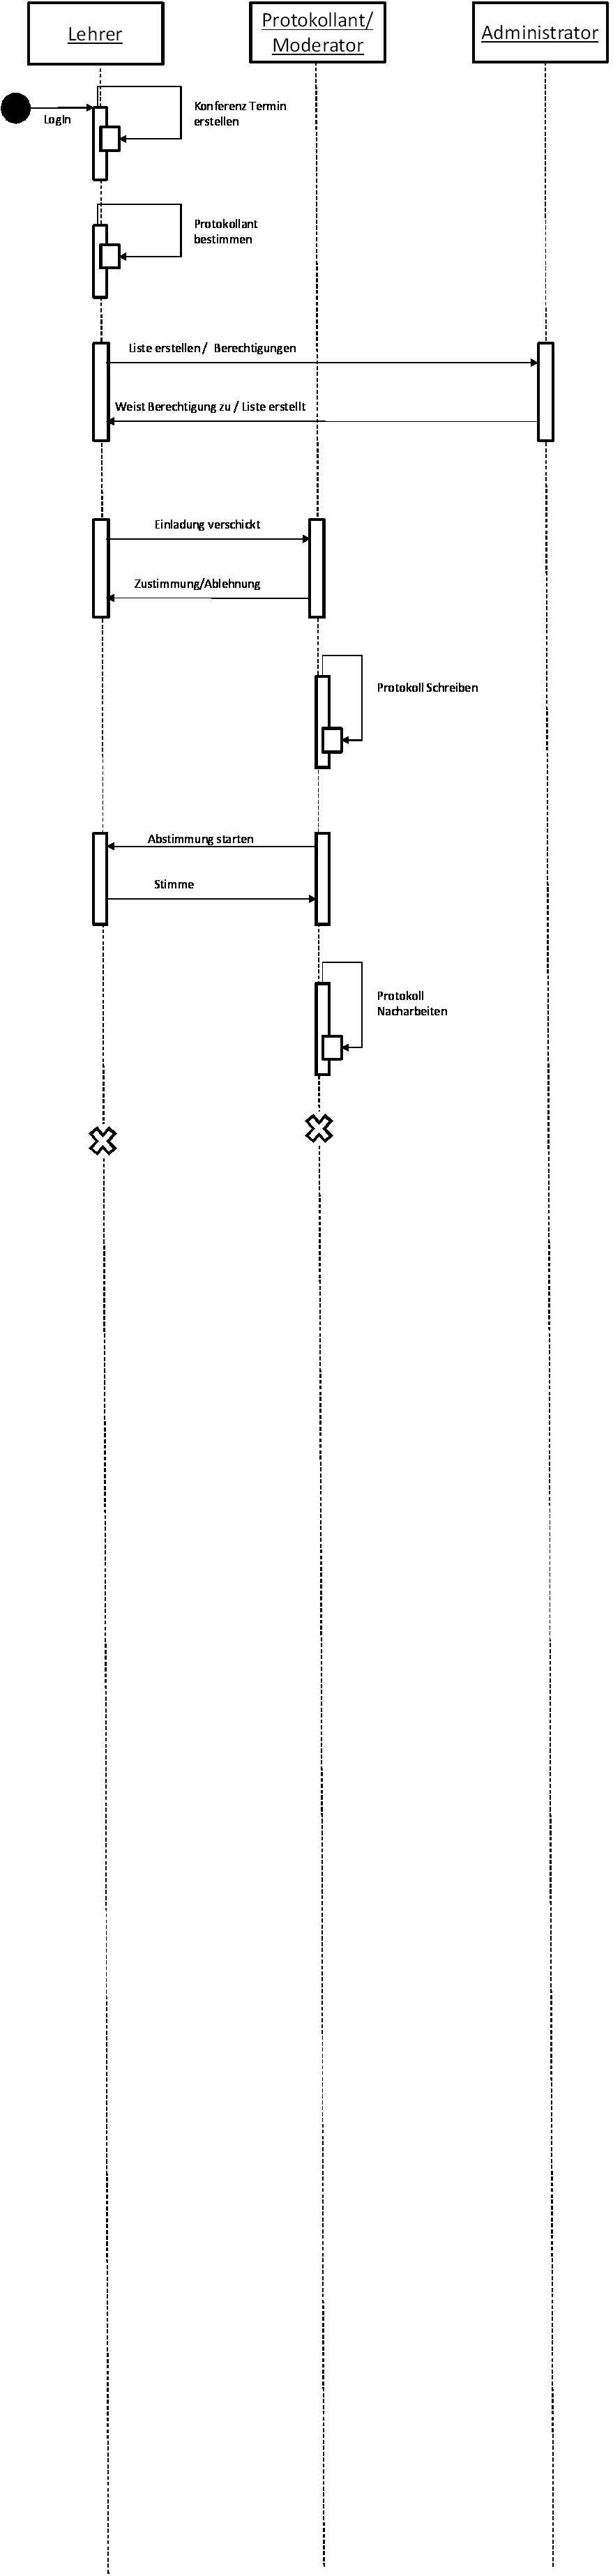 Lehrer
Protokollant/
Moderator
Administrator
LogIn
Konferenz Termin
erstellen
Protokollant
bestimmen
Liste erstellen / Berechtigungen
Weist Berechtigung zu / Liste erstellt
Einladung verschickt
Zustimmung/Ablehnung
Protokoll Schreiben
Abstimmung starten
Stimme
Protokoll
Nacharbeiten